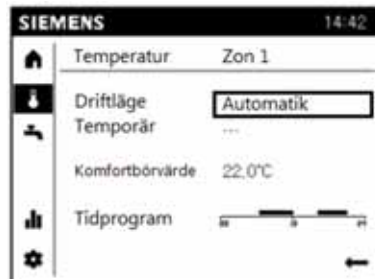 SIEMENS 14:42
Temperatur Zon 1
Driftläge Automatik
Temporär ---
Komfortbörvärde 22,0°C
Tidprogram